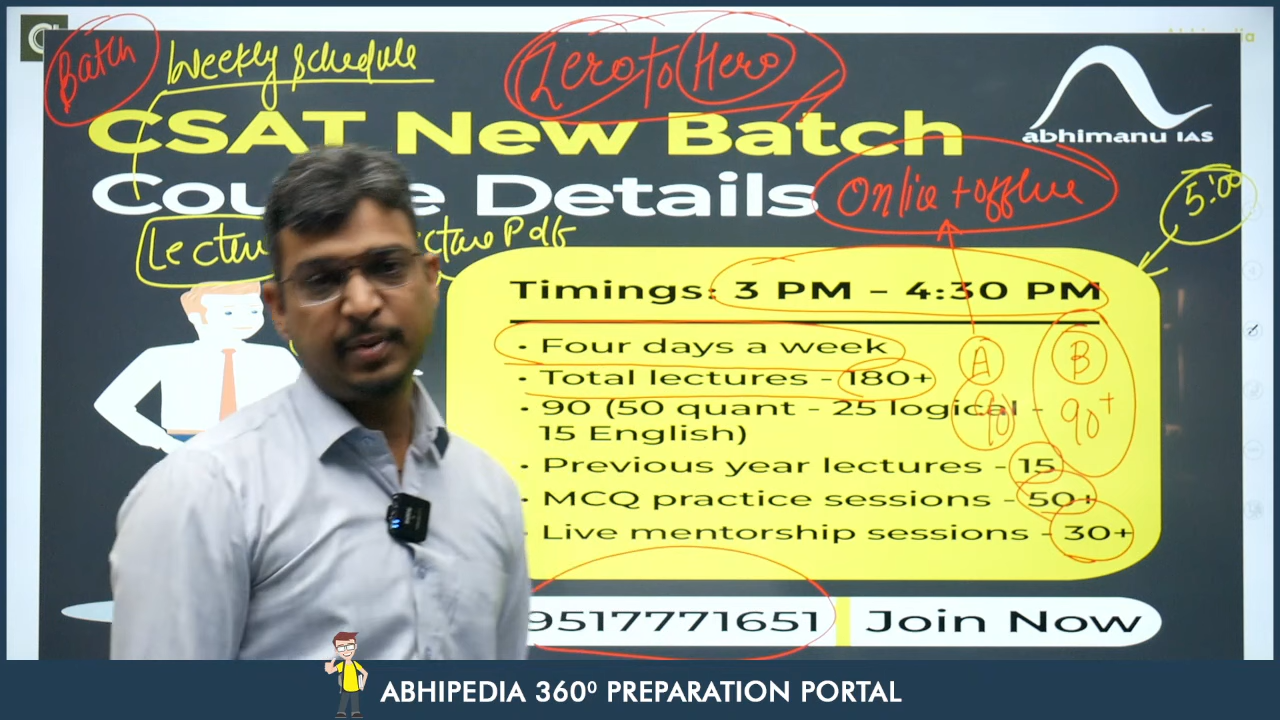 Batch
Weekly Schedule
Zero to Hero
CSAT New Batch
abhimanu IAS
Details
Online + offline
5:00
Pdf
Timings: 3 PM - 4:30 PM
• Four days a week
A
B
• Total lectures - 180+
• 90 (50 quant - 25 logical -
15 English)
90
90+
• Previous year lectures - 15
• MCQ practice sessions - 50+
• Live mentorship sessions - 30+
9517771651 | Join Now
ABHIPEDIA 360⁰ PREPARATION PORTAL